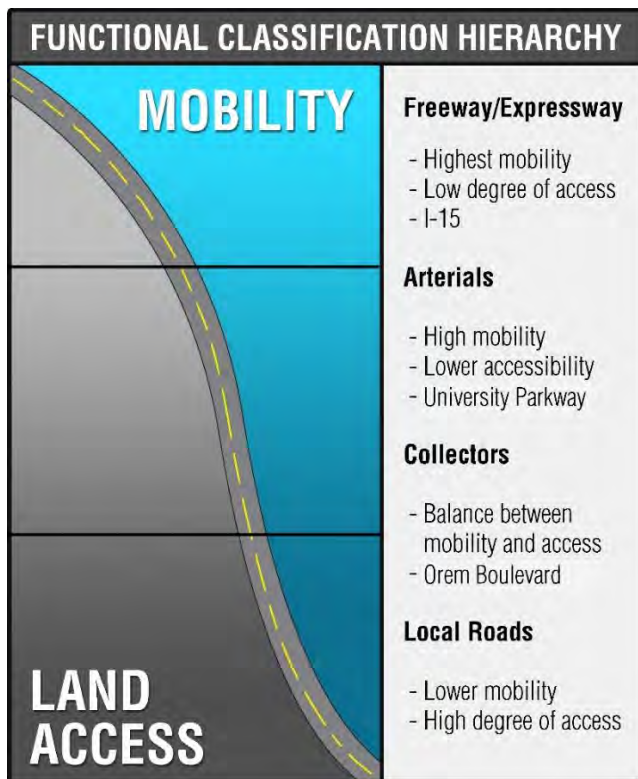 FUNCTIONAL CLASSIFICATION HIERARCHY
MOBILITY
LAND
ACCESS
Freeway/Expressway
- Highest mobility
- Low degree of access
- I-15
Arterials
- High mobility
- Lower accessibility
- University Parkway
Collectors
- Balance between
mobility and access
- Orem Boulevard
Local Roads
- Lower mobility
- High degree of access